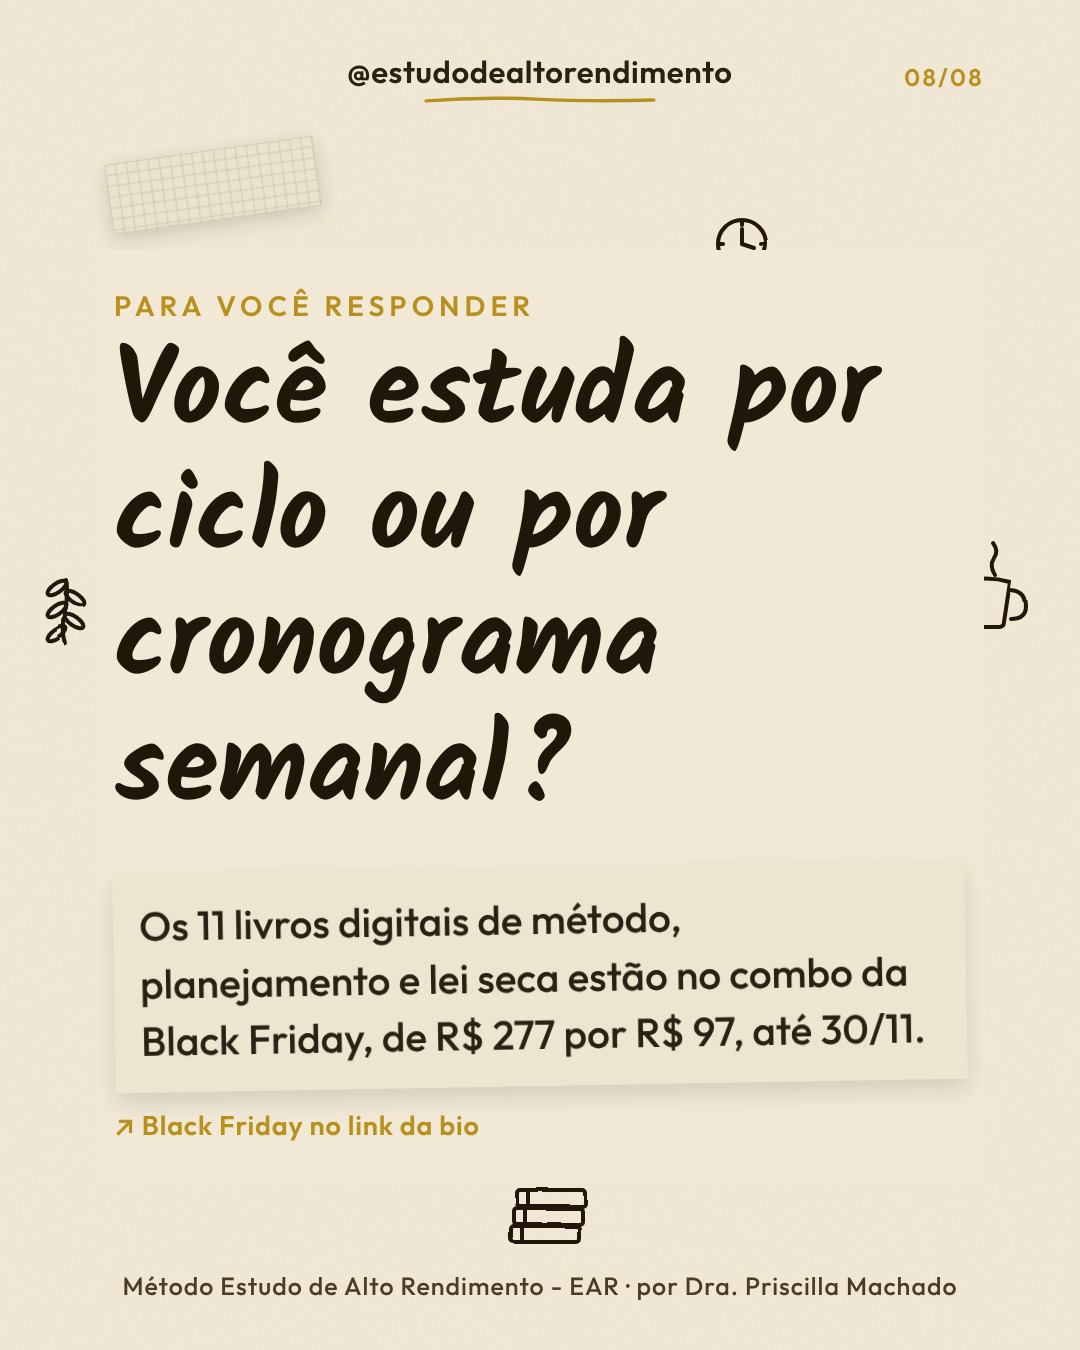 @estudodealtorendimento
08/08
PARA VOCÊ RESPONDER
Você estuda por
ciclo ou por
cronograma
semanal?
Os 11 livros digitais de método,
planejamento e lei seca estão no combo da
Black Friday, de R$ 277 por R$ 97, até 30/11.
↗ Black Friday no link da bio
Método Estudo de Alto Rendimento - EAR · por Dra. Priscilla Machado